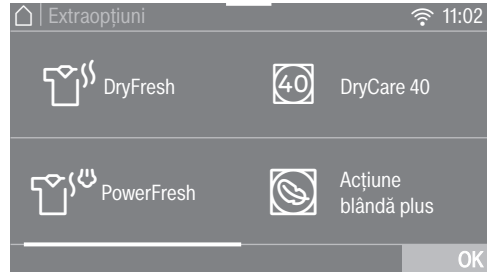 Extraopțiuni 11:02
DryFresh
40 DryCare 40
PowerFresh
Acțiune
blândă plus
OK